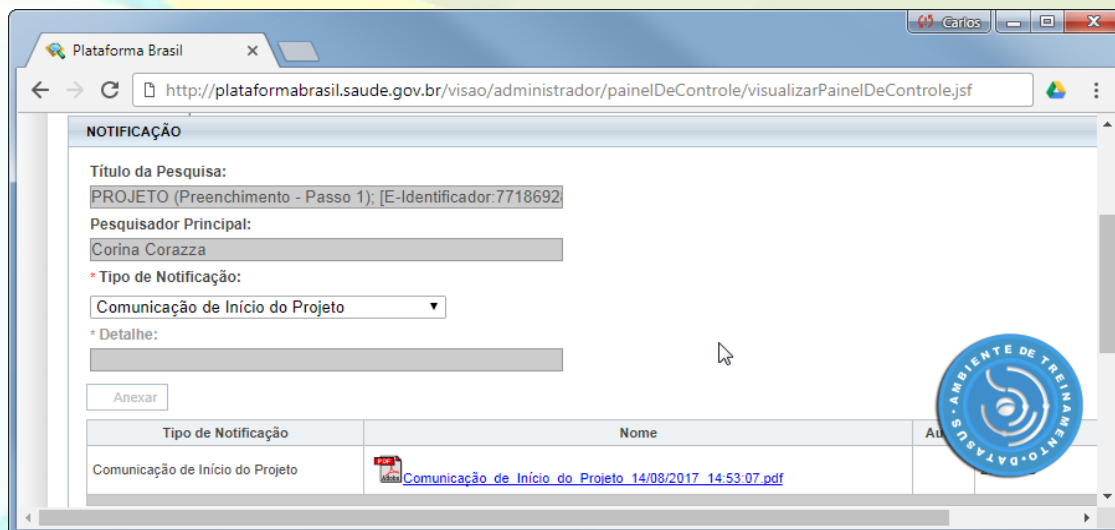 Carlos
Plataforma Brasil
http://plataformabrasil.saude.gov.br/visao/administrador/painelDeControle/visualizarPainelDeControle.jsf
NOTIFICAÇÃO
Título da Pesquisa:
PROJETO (Preenchimento - Passo 1); [E-Identificador:7718692
Pesquisador Principal:
Corina Corazza
* Tipo de Notificação:
Comunicação de Início do Projeto
* Detalhe:
Anexar
AMBIENTE DE TREINAMENTO • DATASUS •
Tipo de Notificação Nome Au
Comunicação de Início do Projeto PDF Adobe Comunicação_de_Início_do_Projeto_14/08/2017_14:53:07.pdf